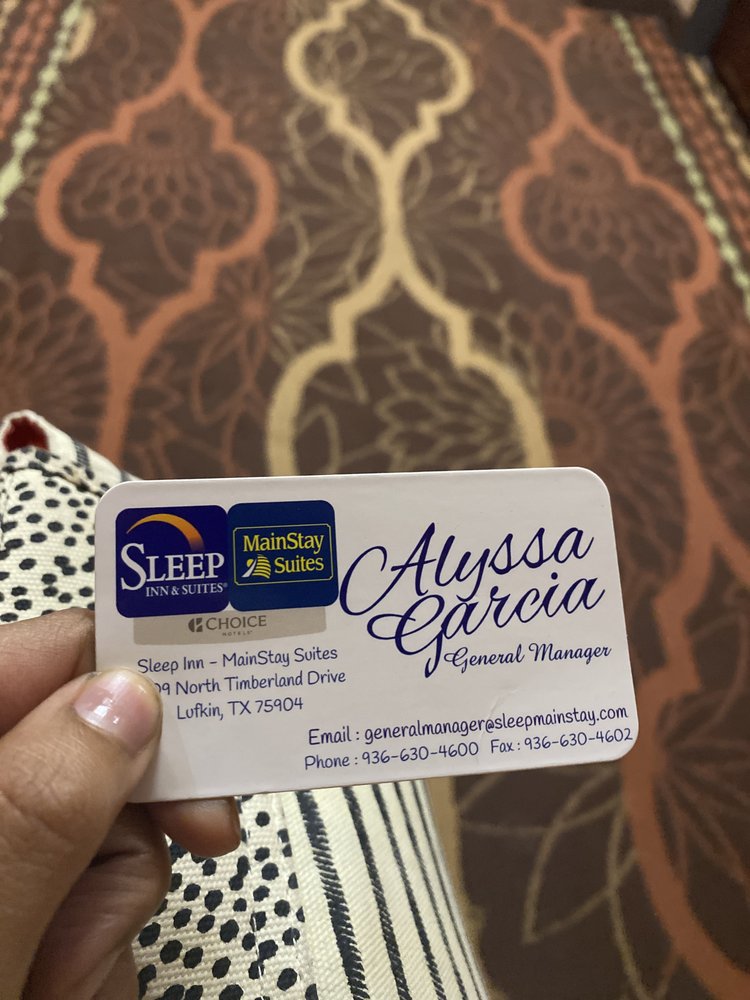 SLEEP
INN & SUITES®
MainStay
Suites
CHOICE
HOTELS
Alyssa
Garcia
General Manager
Sleep Inn - MainStay Suites
North Timberland Drive
Lufkin, TX 75904
Email : generalmanager@sleepmainstay.com
Phone : 936-630-4600 Fax : 936-630-4602